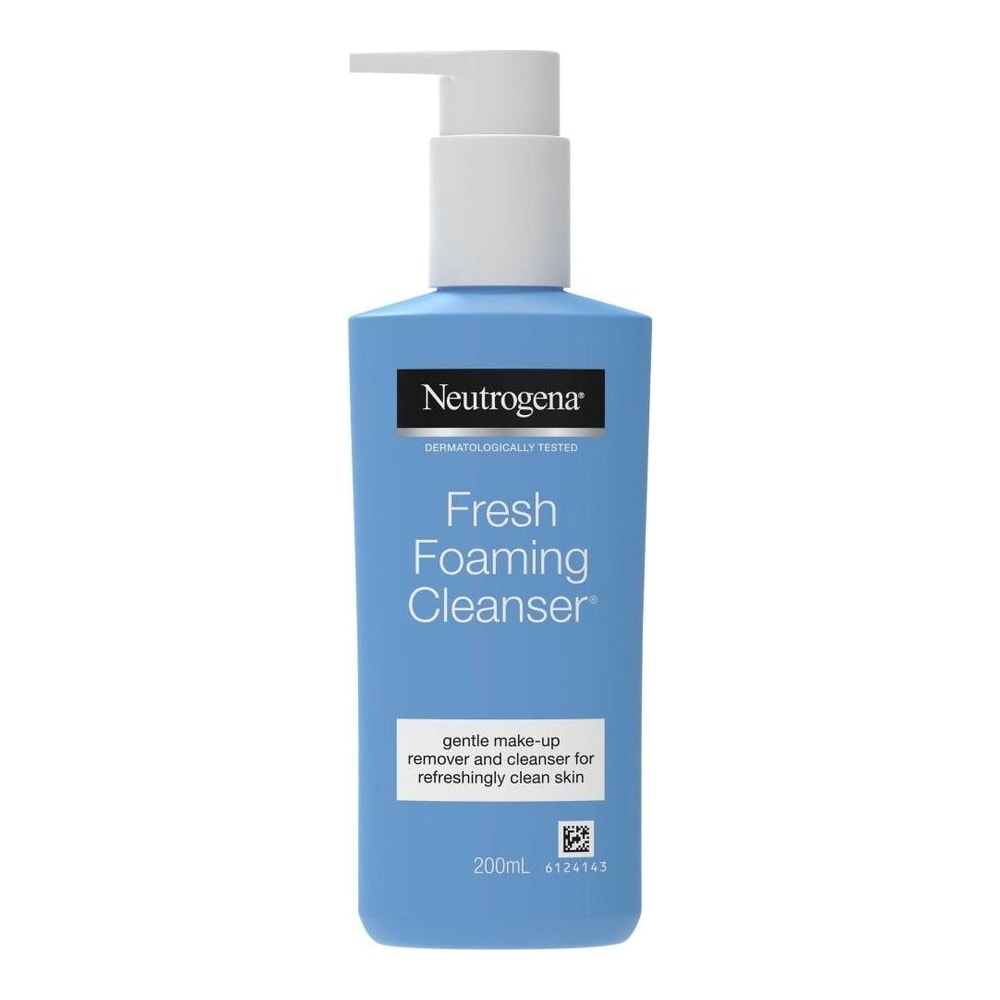 Neutrogena®
DERMATOLOGICALLY TESTED
Fresh
Foaming
Cleanser®
gentle make-up
remover and cleanser for
refreshingly clean skin
200mL
6124143